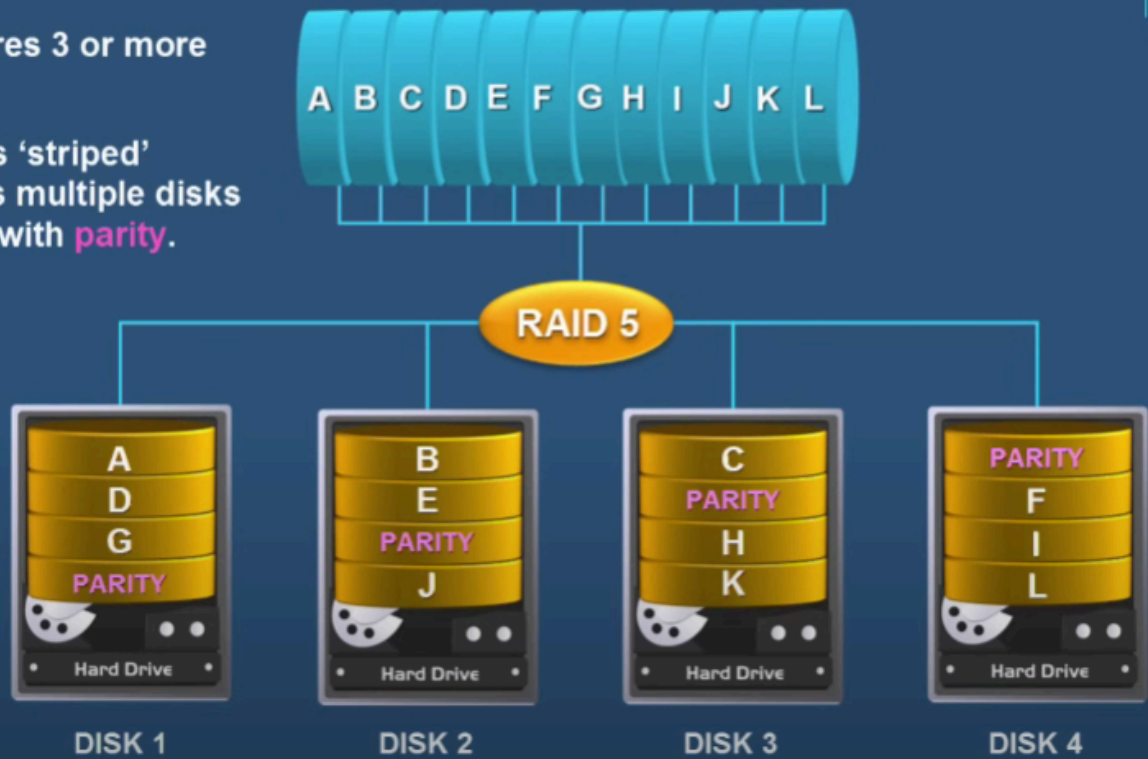 res 3 or more
s 'striped'
s multiple disks
with parity.
A B C D E F G H I J K L
RAID 5
A
D
G
PARITY
Hard Drive
DISK 1
B
E
PARITY
J
Hard Drive
DISK 2
C
PARITY
H
K
Hard Drive
DISK 3
PARITY
F
I
L
Hard Drive
DISK 4